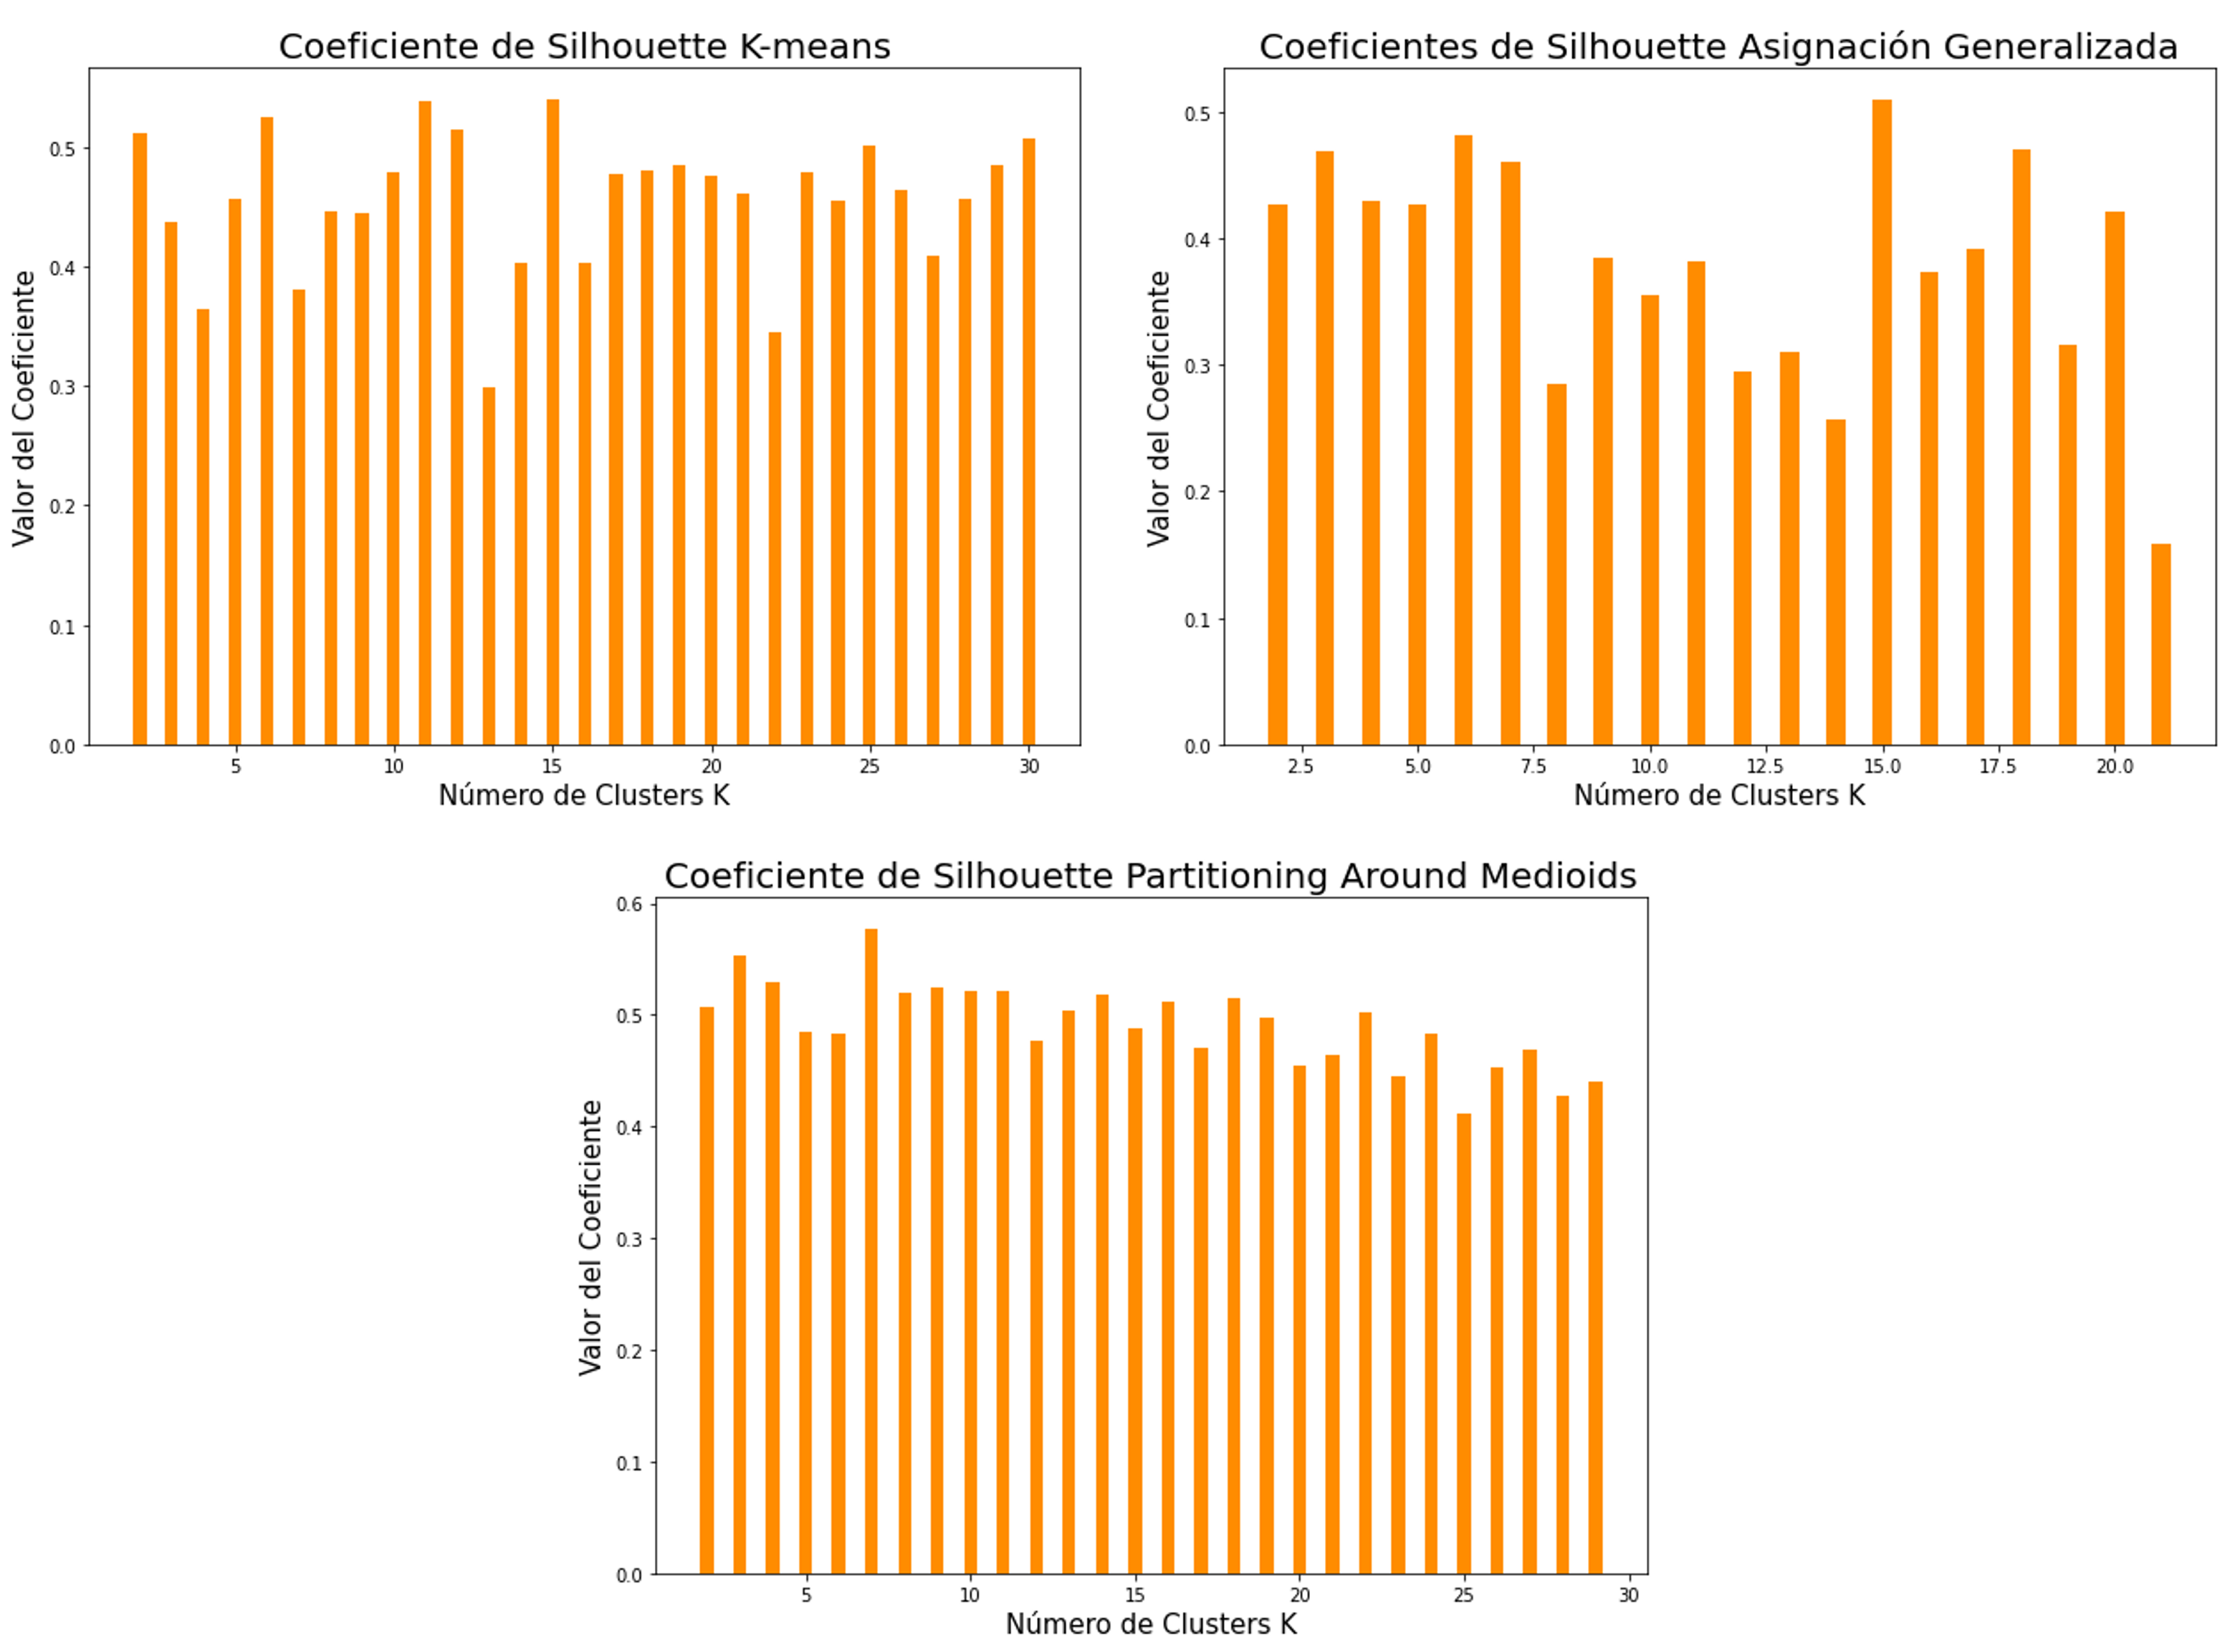 Coeficiente de Silhouette K-means
Valor del Coeficiente
0.5
0.4
0.3
0.2
0.1
0.0
5 10 15 20 25 30
Número de Clusters K
Coeficientes de Silhouette Asignación Generalizada
Valor del Coeficiente
0.5
0.4
0.3
0.2
0.1
0.0
2.5 5.0 7.5 10.0 12.5 15.0 17.5 20.0
Número de Clusters K
Coeficiente de Silhouette Partitioning Around Medioids
Valor del Coeficiente
0.6
0.5
0.4
0.3
0.2
0.1
0.0
5 10 15 20 25 30
Número de Clusters K